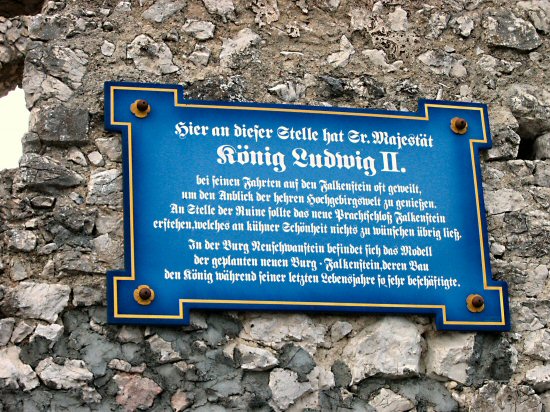 Hier an dieser Stelle hat Sr. Majestät
König Ludwig II.
bei seinen Fahrten auf den Falkenstein oft geweilt,
um den Anblick der hehren Hochgebirgswelt zu genießen.
An Stelle der Ruine sollte das neue Prachtschloß Falkenstein
erstehen, welches an kühner Schönheit nichts zu wünschen übrig ließ.
In der Burg Neuschwanstein befindet sich das Modell
der geplanten neuen Burg - Falkenstein, deren Bau
den König während seiner letzten Lebensjahre so sehr beschäftigte.